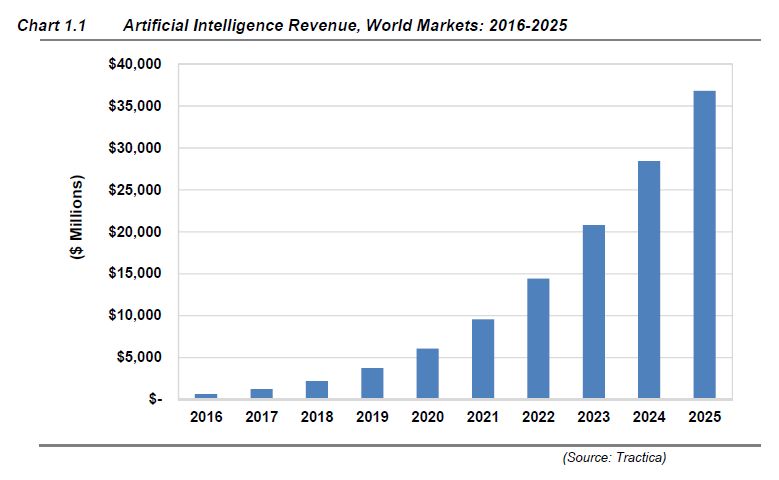 Chart 1.1 Artificial Intelligence Revenue, World Markets: 2016-2025
$40,000
$35,000
$30,000
$25,000
$20,000
$15,000
$10,000
$5,000
$-
($ Millions)
2016 2017 2018 2019 2020 2021 2022 2023 2024 2025
(Source: Tractica)